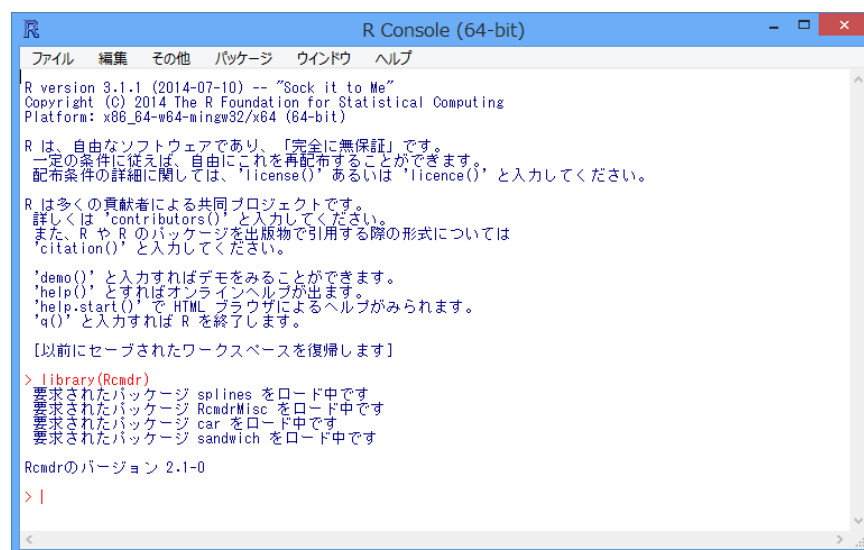 R Console (64-bit)
ファイル 編集 その他 パッケージ ウインドウ ヘルプ
R version 3.1.1 (2014-07-10) -- "Sock it to Me"
Copyright (C) 2014 The R Foundation for Statistical Computing
Platform: x86_64-w64-mingw32/x64 (64-bit)
R は、自由なソフトウェアであり、「完全に無保証」です。
一定の条件に従えば、自由にこれを再配布することができます。
配布条件の詳細に関しては、'license()' あるいは 'licence()' と入力してください。
R は多くの貢献者による共同プロジェクトです。
詳しくは 'contributors()' と入力してください。
また、R や R のパッケージを出版物で引用する際の形式については
'citation()' と入力してください。
'demo()' と入力すればデモをみることができます。
'help()' とすればオンラインヘルプが出ます。
'help.start()' で HTML ブラウザによるヘルプがみられます。
'q()' と入力すれば R を終了します。
[以前にセーブされたワークスペースを復帰します]
> library(Rcmdr)
要求されたパッケージ splines をロード中です
要求されたパッケージ RcmdrMisc をロード中です
要求されたパッケージ car をロード中です
要求されたパッケージ sandwich をロード中です
Rcmdrのバージョン 2.1-0
>